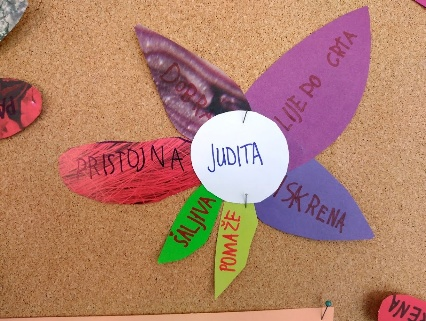 DOBRA
LIJEPO CRTA
PRISTOJNA
JUDITA
ISKRENA
ŠALJIVA
POMAŽE